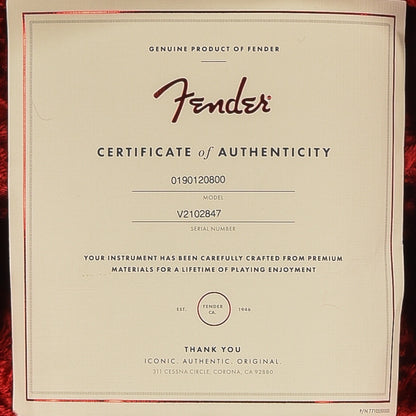 GENUINE PRODUCT OF FENDER
Fender
CERTIFICATE of AUTHENTICITY
0190120800
MODEL
V2102847
SERIAL NUMBER
YOUR INSTRUMENT HAS BEEN CAREFULLY CRAFTED FROM PREMIUM
MATERIALS FOR A LIFETIME OF PLAYING ENJOYMENT
EST. FENDER CA. 1946
THANK YOU
ICONIC. AUTHENTIC. ORIGINAL.
311 CESSNA CIRCLE, CORONA, CA 92880